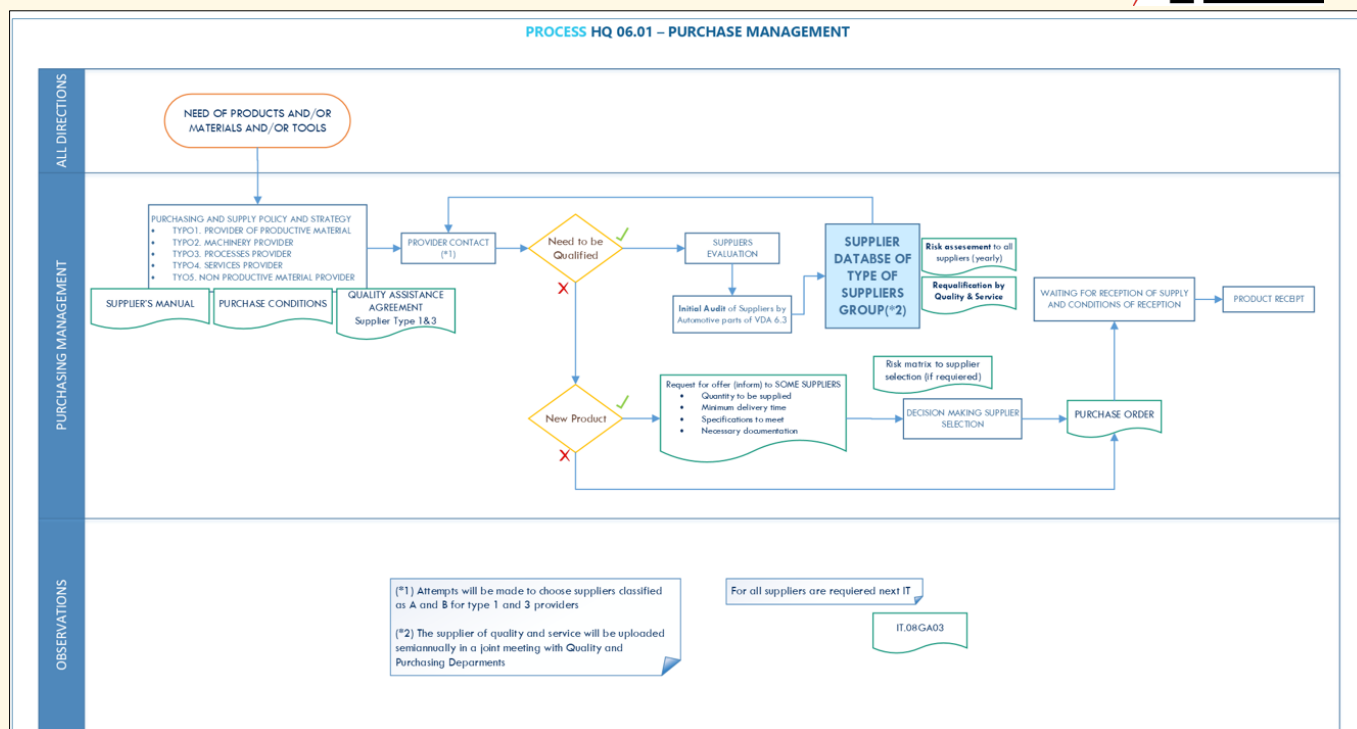 PROCESS HQ 06.01 – PURCHASE MANAGEMENT
ALL DIRECTIONS
NEED OF PRODUCTS AND/OR
MATERIALS AND/OR TOOLS
PURCHASING MANAGEMENT
PURCHASING AND SUPPLY POLICY AND STRATEGY
• TYPO1. PROVIDER OF PRODUCTIVE MATERIAL
• TYPO2. MACHINERY PROVIDER
• TYPO3. PROCESSES PROVIDER
• TYPO4. SERVICES PROVIDER
• TYO5. NON PRODUCTIVE MATERIAL PROVIDER
SUPPLIER'S MANUAL
PURCHASE CONDITIONS
QUALITY ASSISTANCE
AGREEMENT
Supplier Type 1&3
PROVIDER CONTACT
(*1)
Need to be
Qualified
SUPPLIERS
EVALUATION
Initial Audit of Suppliers by
Automotive parts of VDA 6.3
SUPPLIER
DATABSE OF
TYPE OF
SUPPLIERS
GROUP(*2)
Risk assesement to all
suppliers (yearly)
Requalification by
Quality & Service
WAITING FOR RECEPTION OF SUPPLY
AND CONDITIONS OF RECEPTION
PRODUCT RECEIPT
New Product
Request for offer (inform) to SOME SUPPLIERS
• Quantity to be supplied
• Minimum delivery time
• Specifications to meet
• Necessary documentation
Risk matrix to supplier
selection (if requiered)
DECISION MAKING SUPPLIER
SELECTION
PURCHASE ORDER
OBSERVATIONS
(*1) Attempts will be made to choose suppliers classified
as A and B for type 1 and 3 providers
(*2) The supplier of quality and service will be uploaded
semiannually in a joint meeting with Quality and
Purchasing Deparments
For all suppliers are requiered next IT
IT.08GA03